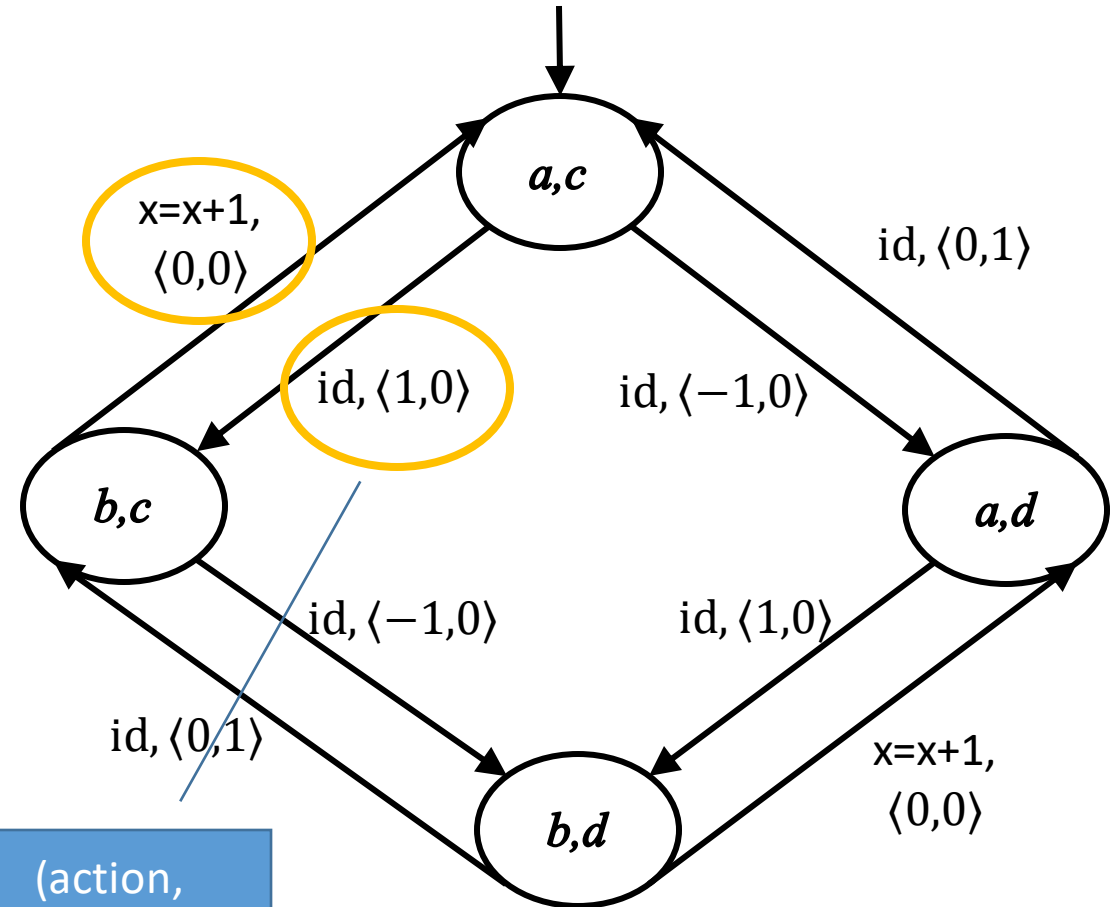 a,c
x=x+1,
⟨0,0⟩
id, ⟨0,1⟩
id, ⟨1,0⟩
id, ⟨−1,0⟩
b,c
a,d
id, ⟨−1,0⟩
id, ⟨1,0⟩
id, ⟨0,1⟩
x=x+1,
⟨0,0⟩
b,d
(action,